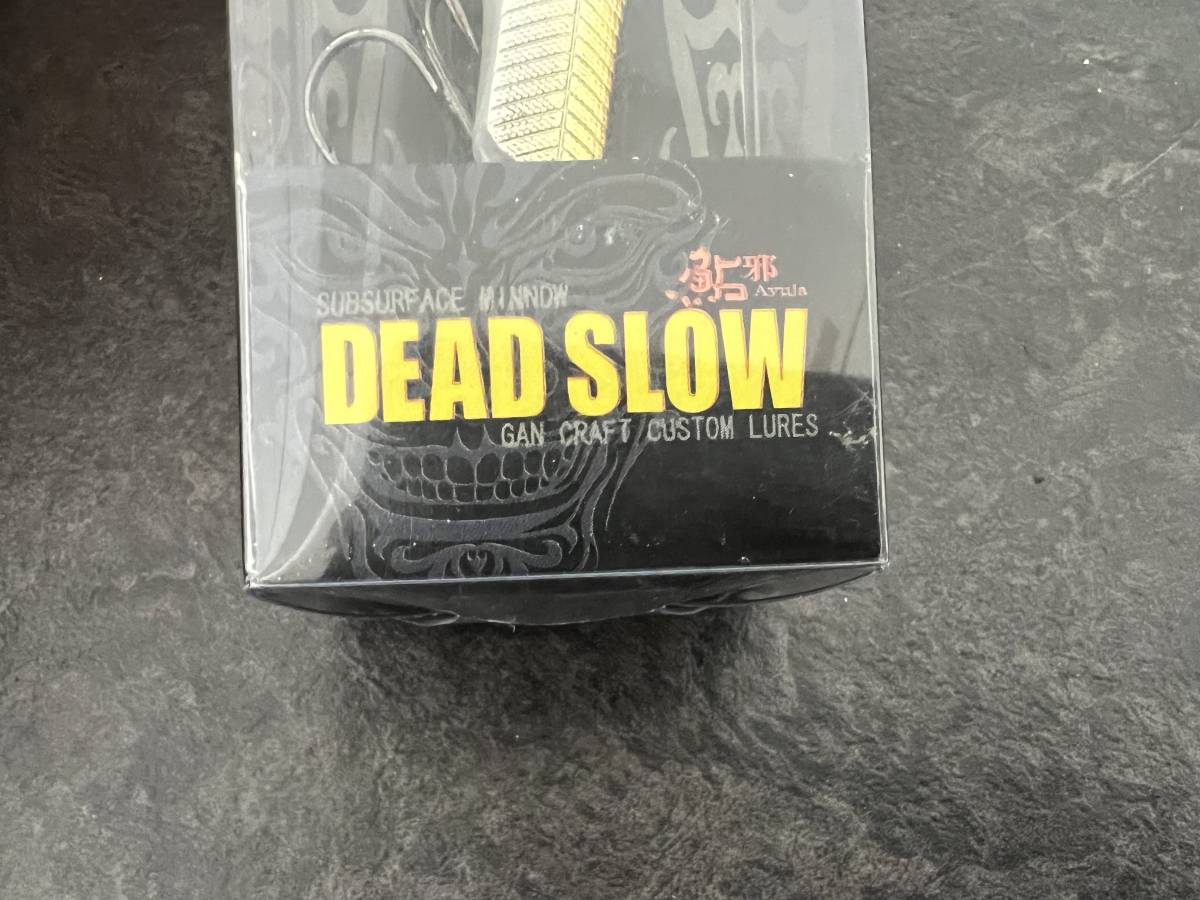 鮎邪
Ayuja
SUBSURFACE MINNOW
DEAD SLOW
GAN CRAFT CUSTOM LURES